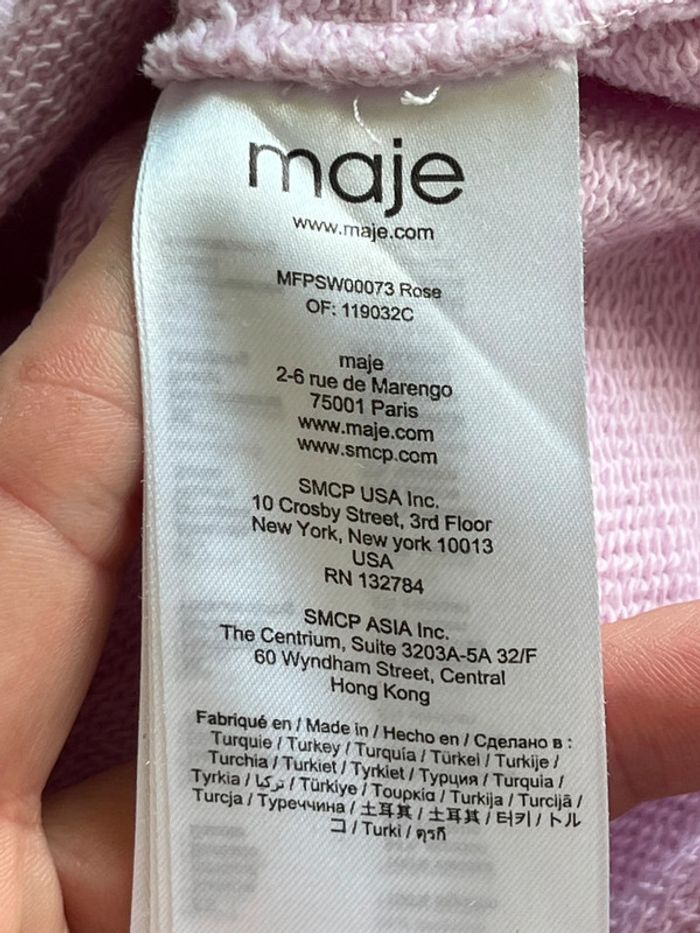 maje
www.maje.com
MFPSW00073 Rose
OF: 119032C
maje
2-6 rue de Marengo
75001 Paris
www.maje.com
www.smcp.com
SMCP USA Inc.
10 Crosby Street, 3rd Floor
New York, New york 10013
USA
RN 132784
SMCP ASIA Inc.
The Centrium, Suite 3203A-5A 32/F
60 Wyndham Street, Central
Hong Kong
Fabriqué en / Made in / Hecho en / Сделано в :
Turquie / Turkey / Turquía / Türkei / Turkije /
Turchia / Turkiet / Tyrkiet / Турция / Turquia /
Tyrkia / تركيا / Türkiye / Τουρκία / Turkija / Turcijā /
Turcja / Туреччина / 土耳其 / 土耳其 / 터키 / トル
コ / Turki / ตุรกี